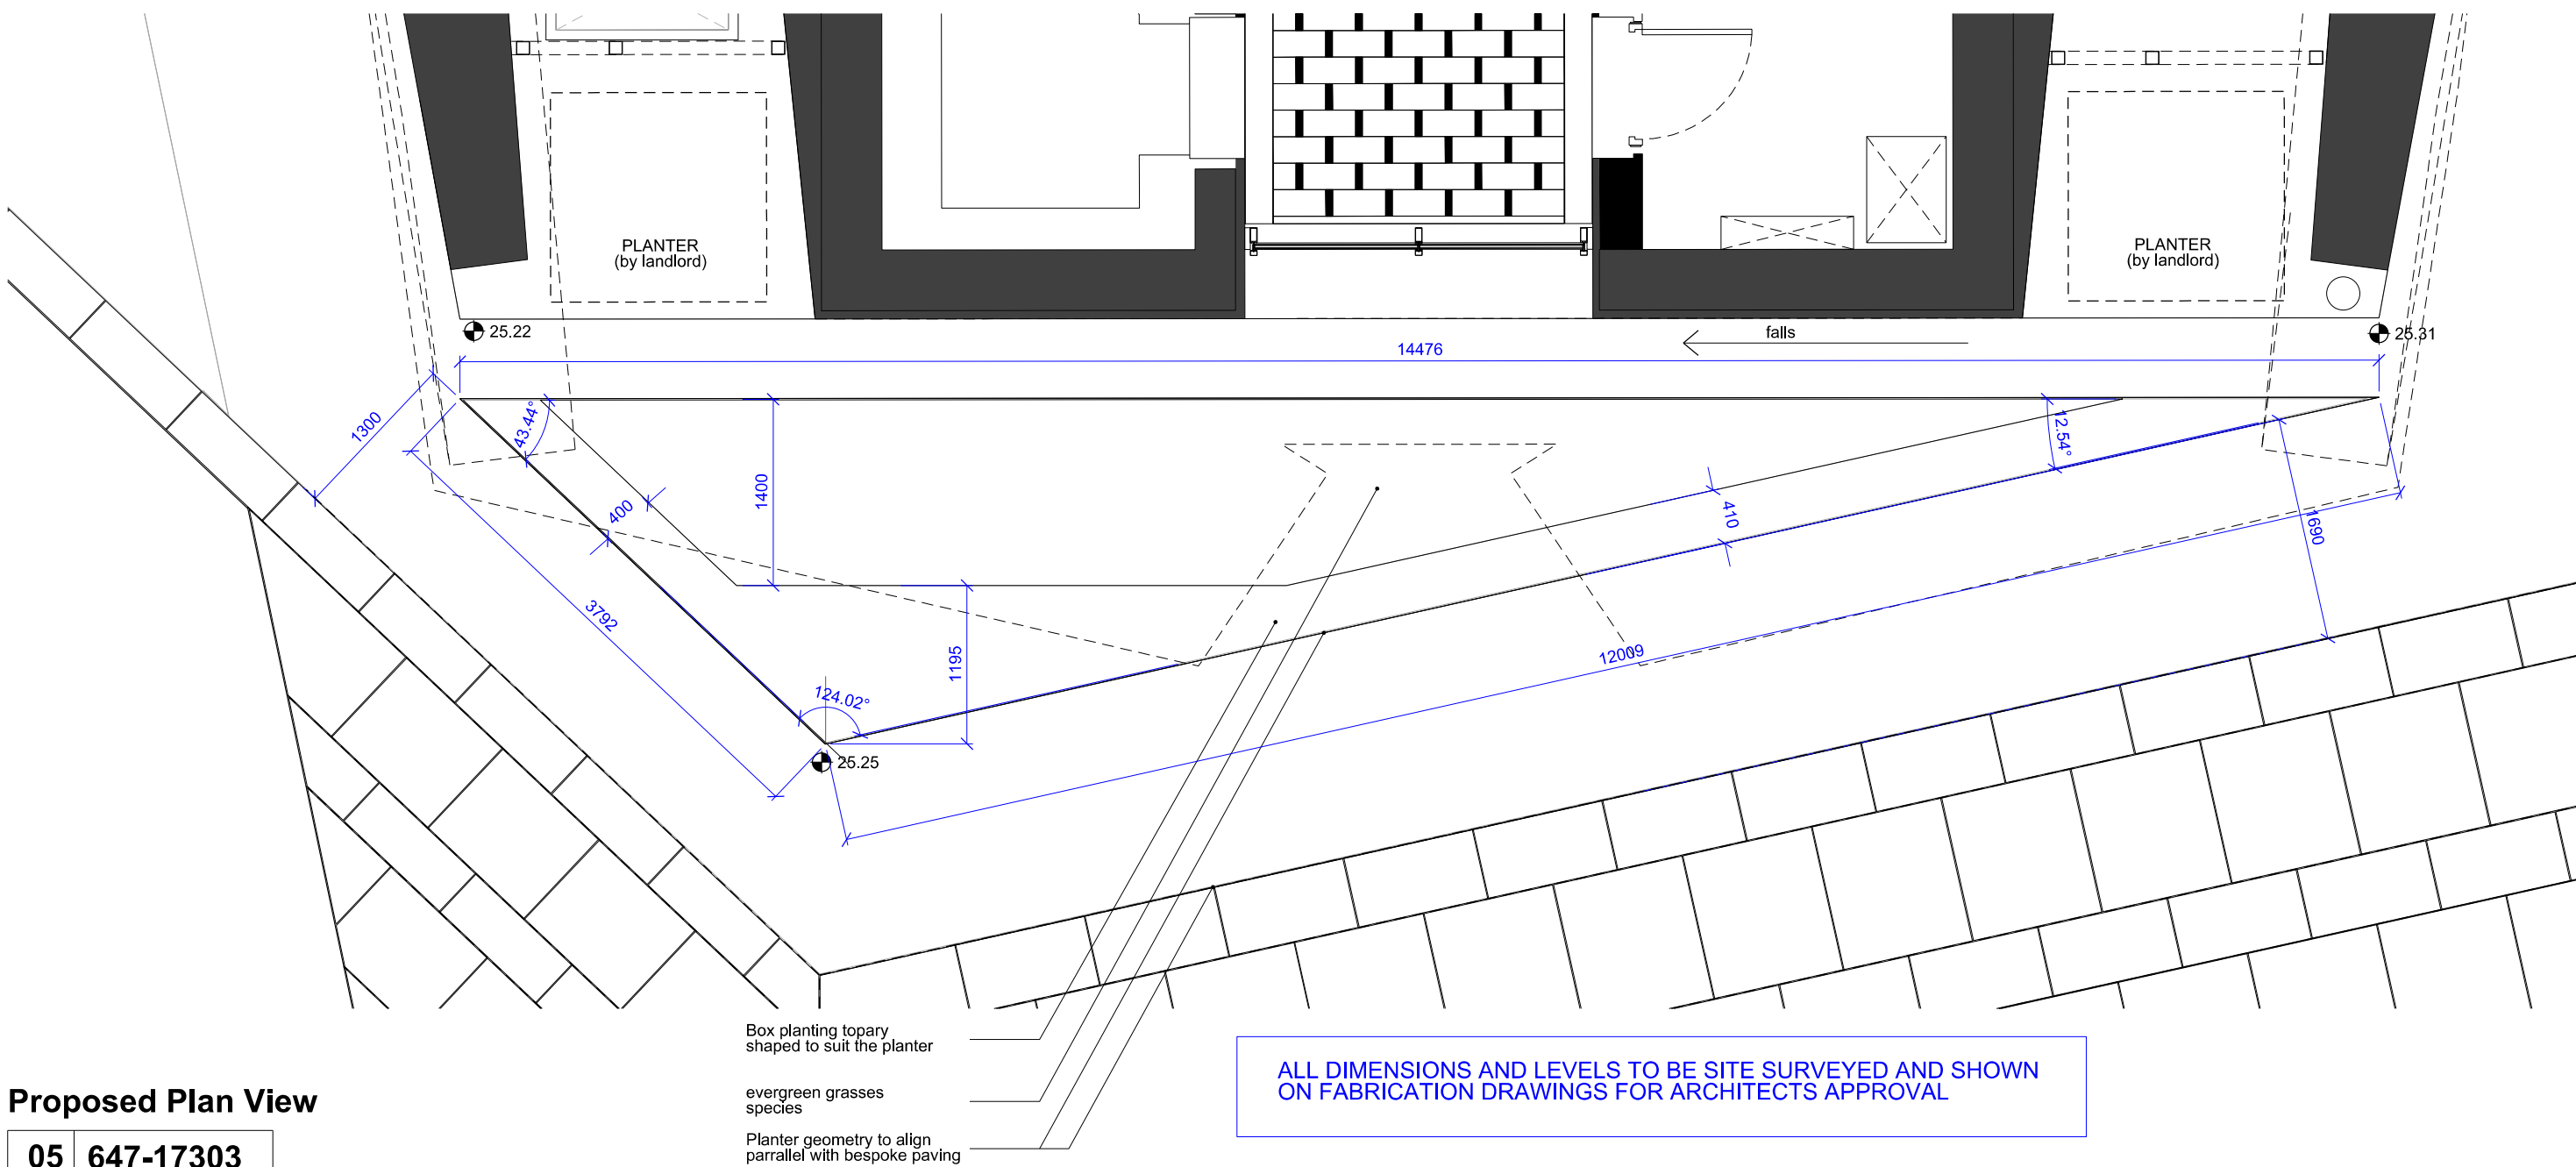 PLANTER
(by landlord)
PLANTER
(by landlord)
25.22
falls
25.31
14476
1300
43.44°
12.54°
400
1400
410
1690
3792
1195
12009
124.02°
25.25
Box planting topary
shaped to suit the planter
evergreen grasses
species
Planter geometry to align
parrallel with bespoke paving
ALL DIMENSIONS AND LEVELS TO BE SITE SURVEYED AND SHOWN
ON FABRICATION DRAWINGS FOR ARCHITECTS APPROVAL
Proposed Plan View
05 647-17303